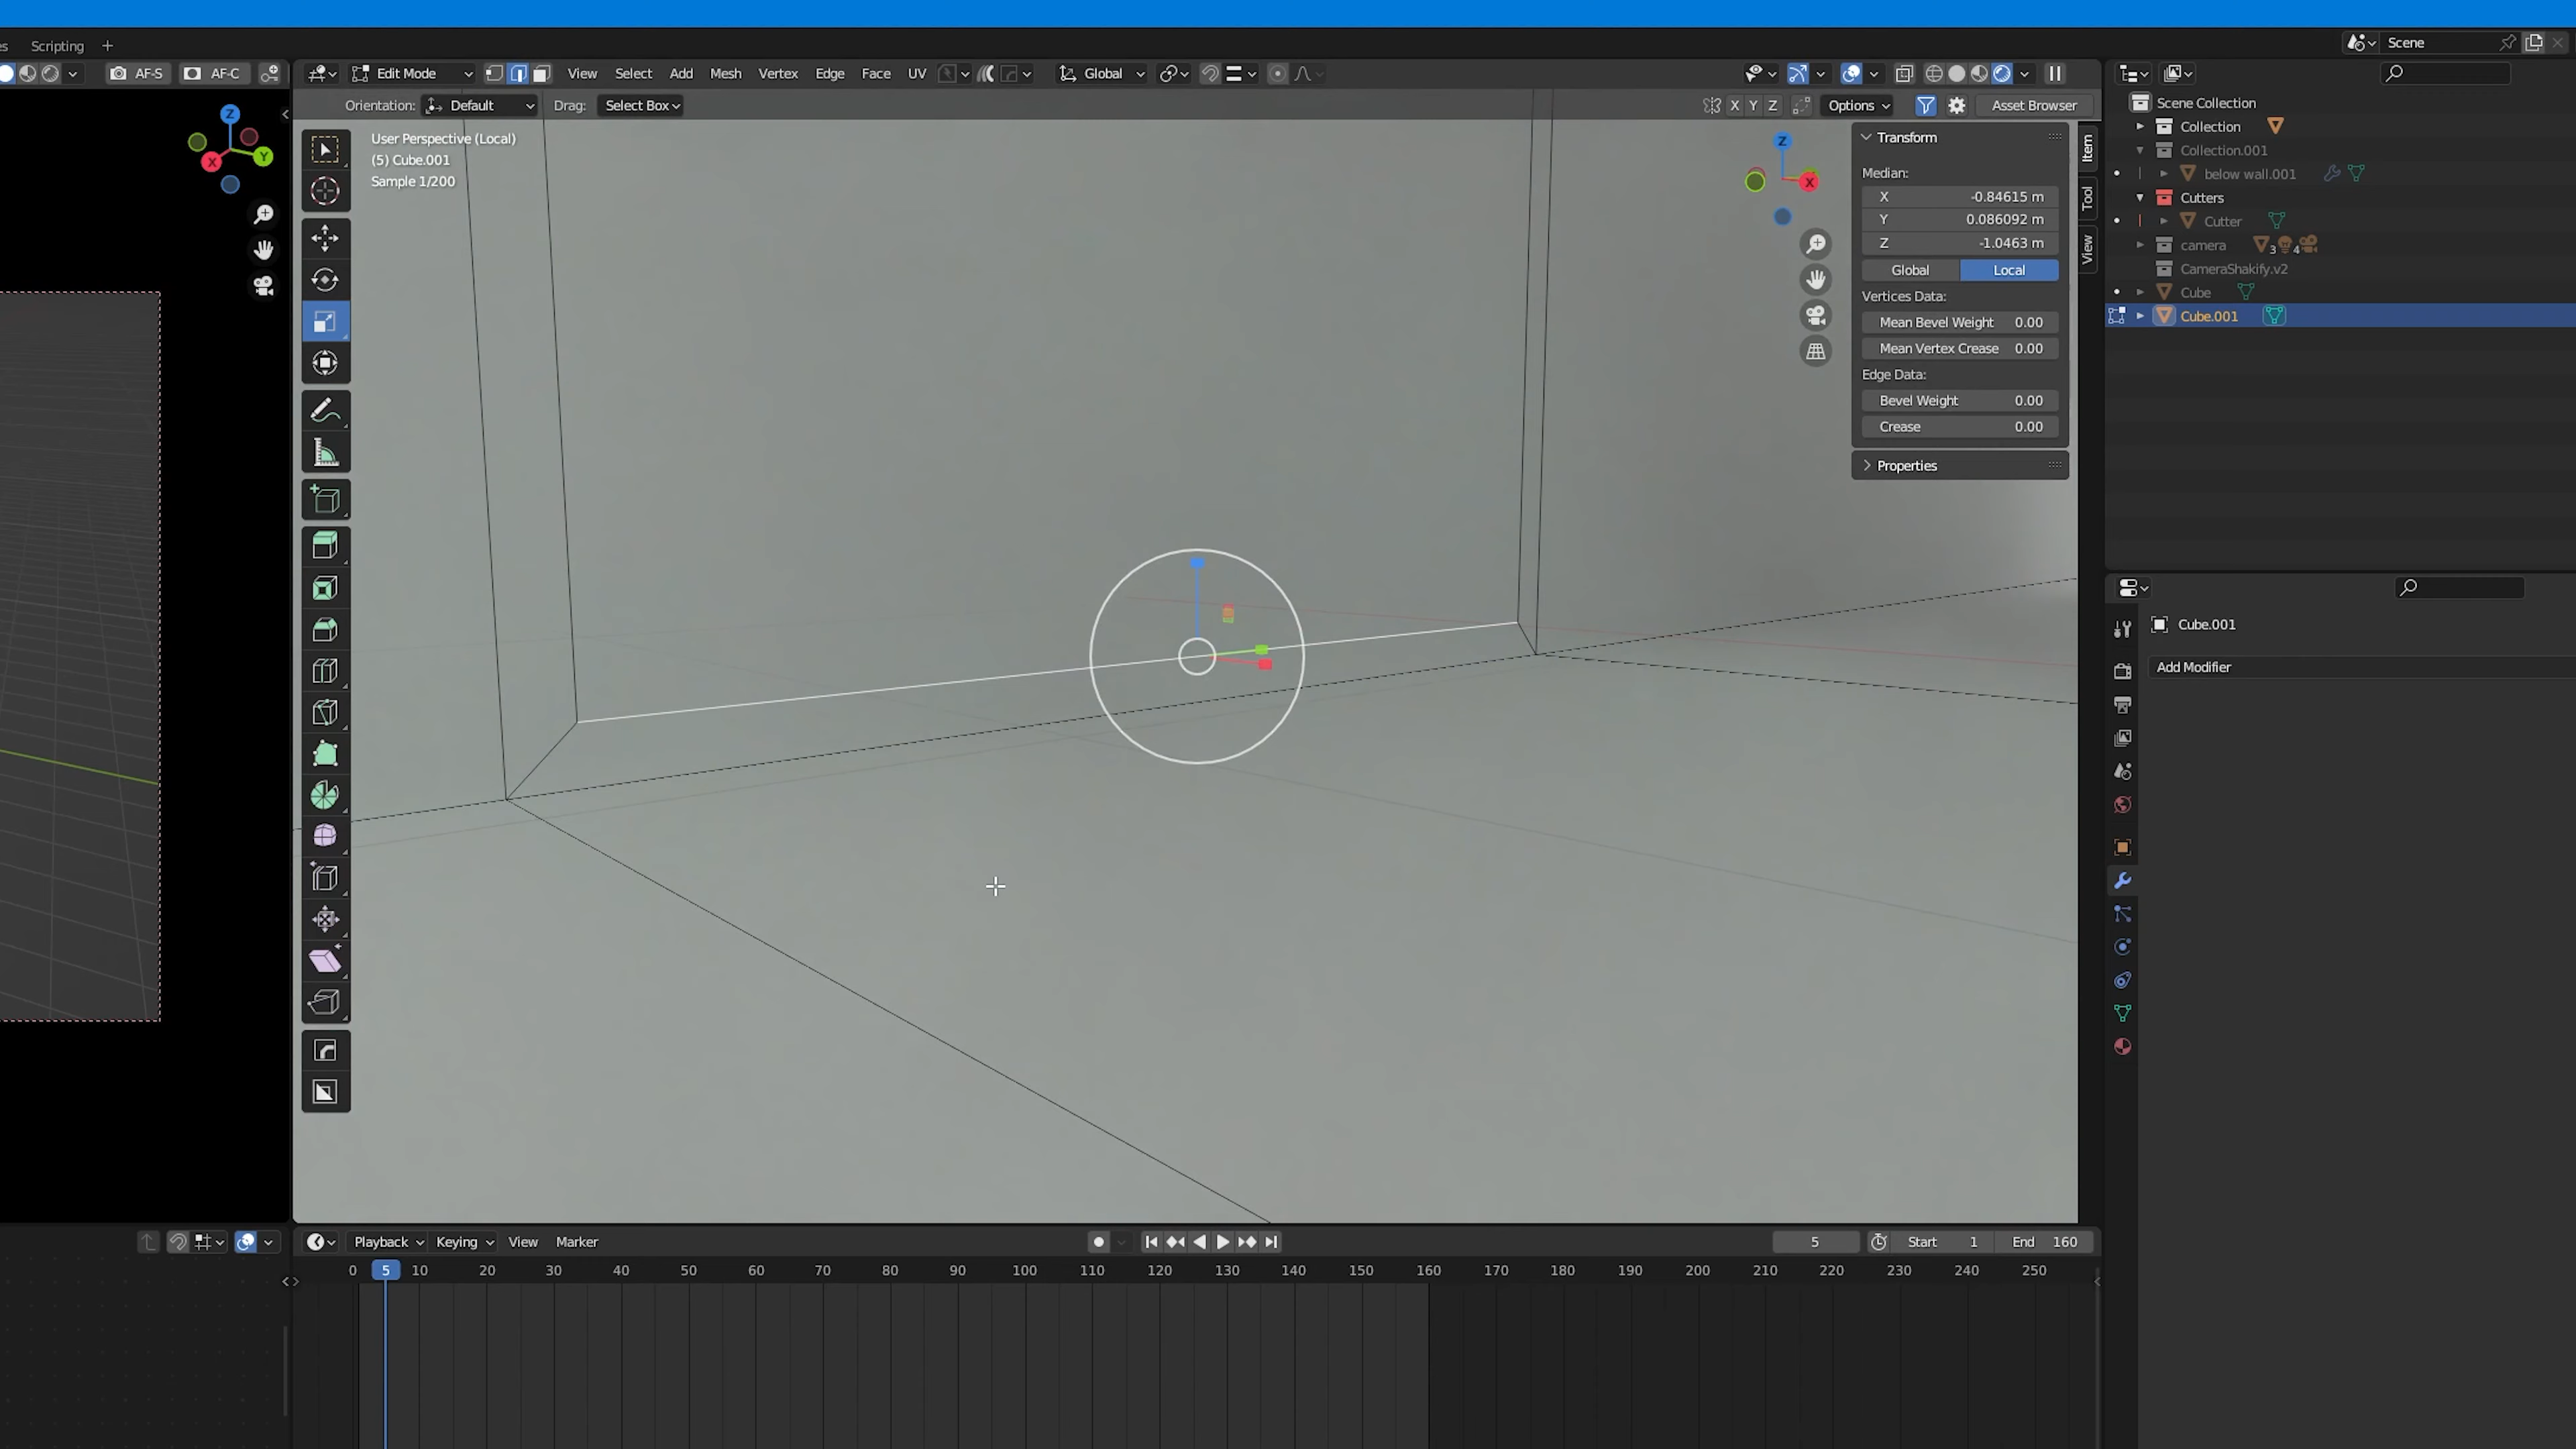 es Scripting +
Scene
AF-S AF-C
Edit Mode View Select Add Mesh Vertex Edge Face UV Global
Orientation: Default Drag: Select Box
X Y Z Options Asset Browser
User Perspective (Local)
(5) Cube.001
Sample 1/200
Z
Y
X
Z
X
Transform
Median:
X -0.84615 m
Y 0.086092 m
Z -1.0463 m
Global Local
Vertices Data:
Mean Bevel Weight 0.00
Mean Vertex Crease 0.00
Edge Data:
Bevel Weight 0.00
Crease 0.00
Properties
Item
Tool
View
Scene Collection
Collection
Collection.001
below wall.001
Cutters
Cutter
camera 3 4
CameraShakify.v2
Cube
Cube.001
Cube.001
Add Modifier
Playback Keying View Marker
5 Start 1 End 160
0 5 10 20 30 40 50 60 70 80 90 100 110 120 130 140 150 160 170 180 190 200 210 220 230 240 250